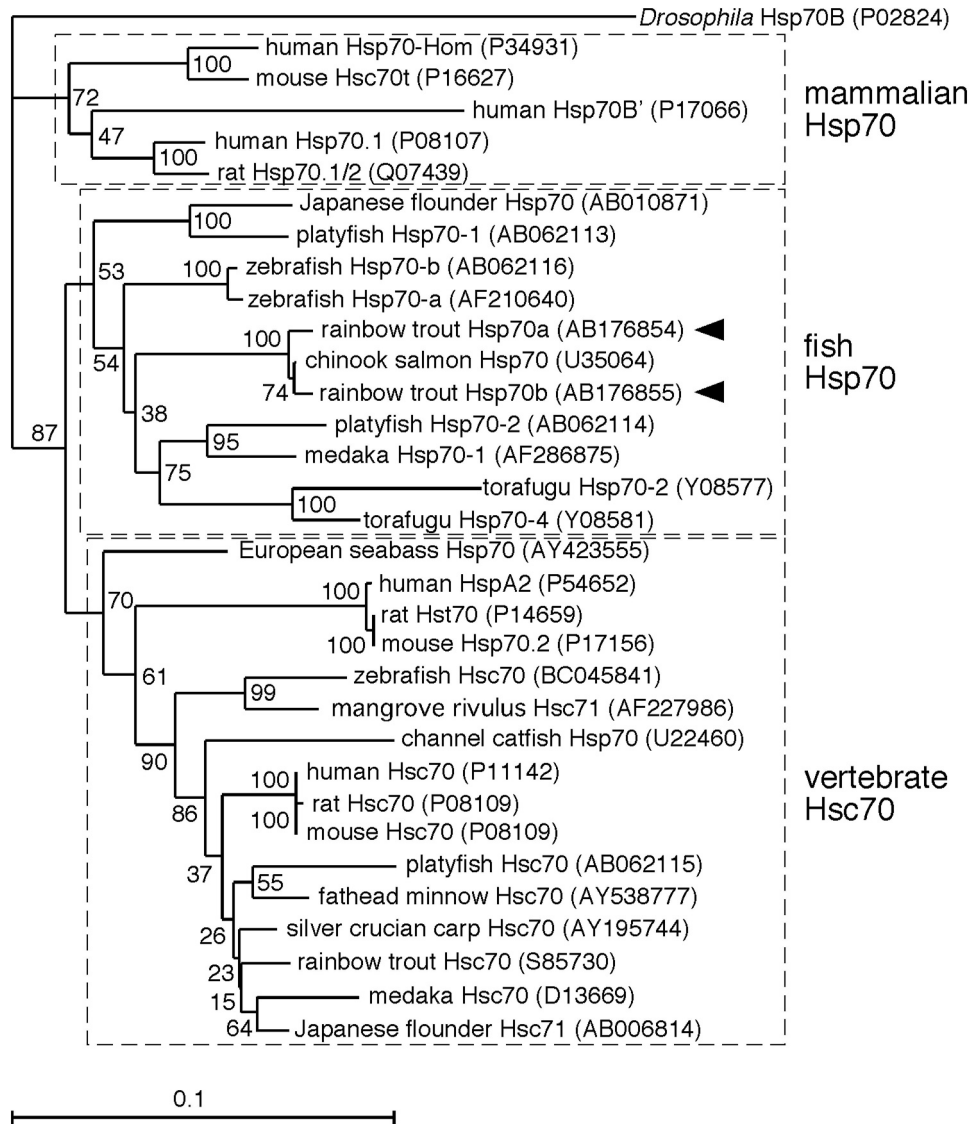 Drosophila Hsp70B (P02824)
human Hsp70-Hom (P34931)
100
mouse Hsc70t (P16627)
72
human Hsp70B' (P17066)
47
human Hsp70.1 (P08107)
100
rat Hsp70.1/2 (Q07439)
mammalian
Hsp70
Japanese flounder Hsp70 (AB010871)
100
platyfish Hsp70-1 (AB062113)
53
100
zebrafish Hsp70-b (AB062116)
zebrafish Hsp70-a (AF210640)
54
rainbow trout Hsp70a (AB176854)
100
chinook salmon Hsp70 (U35064)
74
rainbow trout Hsp70b (AB176855)
38
platyfish Hsp70-2 (AB062114)
95
medaka Hsp70-1 (AF286875)
75
torafugu Hsp70-2 (Y08577)
100
torafugu Hsp70-4 (Y08581)
fish
Hsp70
87
European seabass Hsp70 (AY423555)
70
human HspA2 (P54652)
100
rat Hst70 (P14659)
100
mouse Hsp70.2 (P17156)
61
zebrafish Hsc70 (BC045841)
99
mangrove rivulus Hsc71 (AF227986)
90
channel catfish Hsp70 (U22460)
86
100
human Hsc70 (P11142)
rat Hsc70 (P08109)
100
mouse Hsc70 (P08109)
37
platyfish Hsc70 (AB062115)
55
fathead minnow Hsc70 (AY538777)
26
silver crucian carp Hsc70 (AY195744)
23
rainbow trout Hsc70 (S85730)
15
medaka Hsc70 (D13669)
64
Japanese flounder Hsc71 (AB006814)
vertebrate
Hsc70
0.1